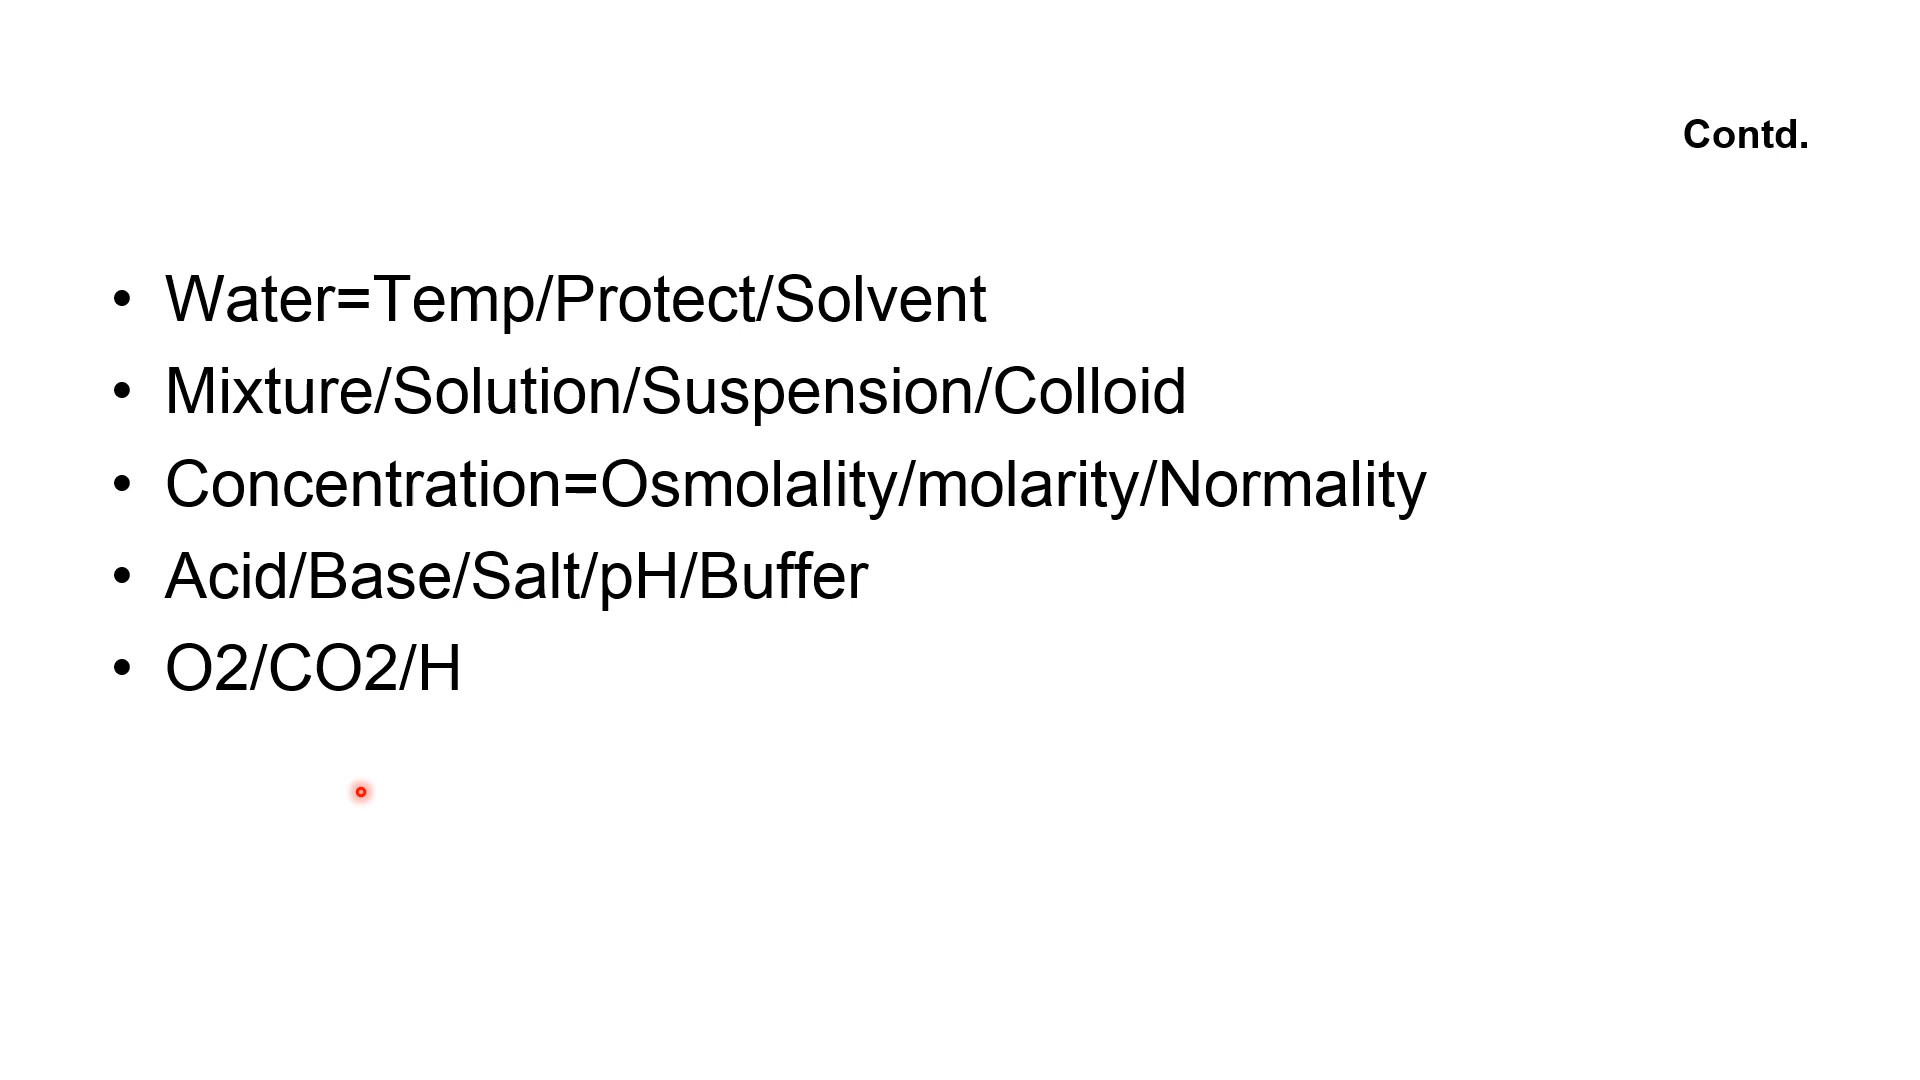 Contd.
• Water=Temp/Protect/Solvent
• Mixture/Solution/Suspension/Colloid
• Concentration=Osmolality/molarity/Normality
• Acid/Base/Salt/pH/Buffer
• O2/CO2/H